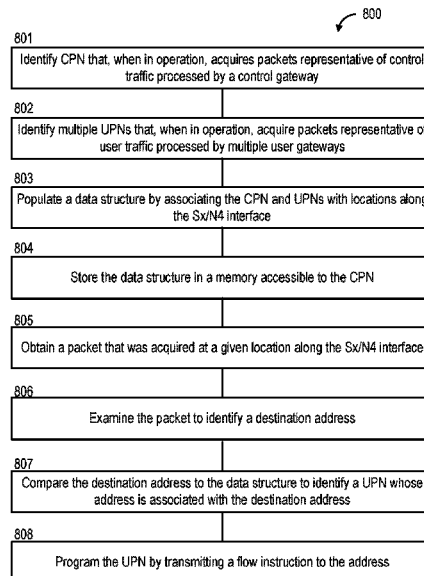 800
801
Identify CPN that, when in operation, acquires packets representative of control
traffic processed by a control gateway
802
Identify multiple UPNs that, when in operation, acquire packets representative of
user traffic processed by multiple user gateways
803
Populate a data structure by associating the CPN and UPNs with locations along
the Sx/N4 interface
804
Store the data structure in a memory accessible to the CPN
805
Obtain a packet that was acquired at a given location along the Sx/N4 interface
806
Examine the packet to identify a destination address
807
Compare the destination address to the data structure to identify a UPN whose
address is associated with the destination address
808
Program the UPN by transmitting a flow instruction to the address